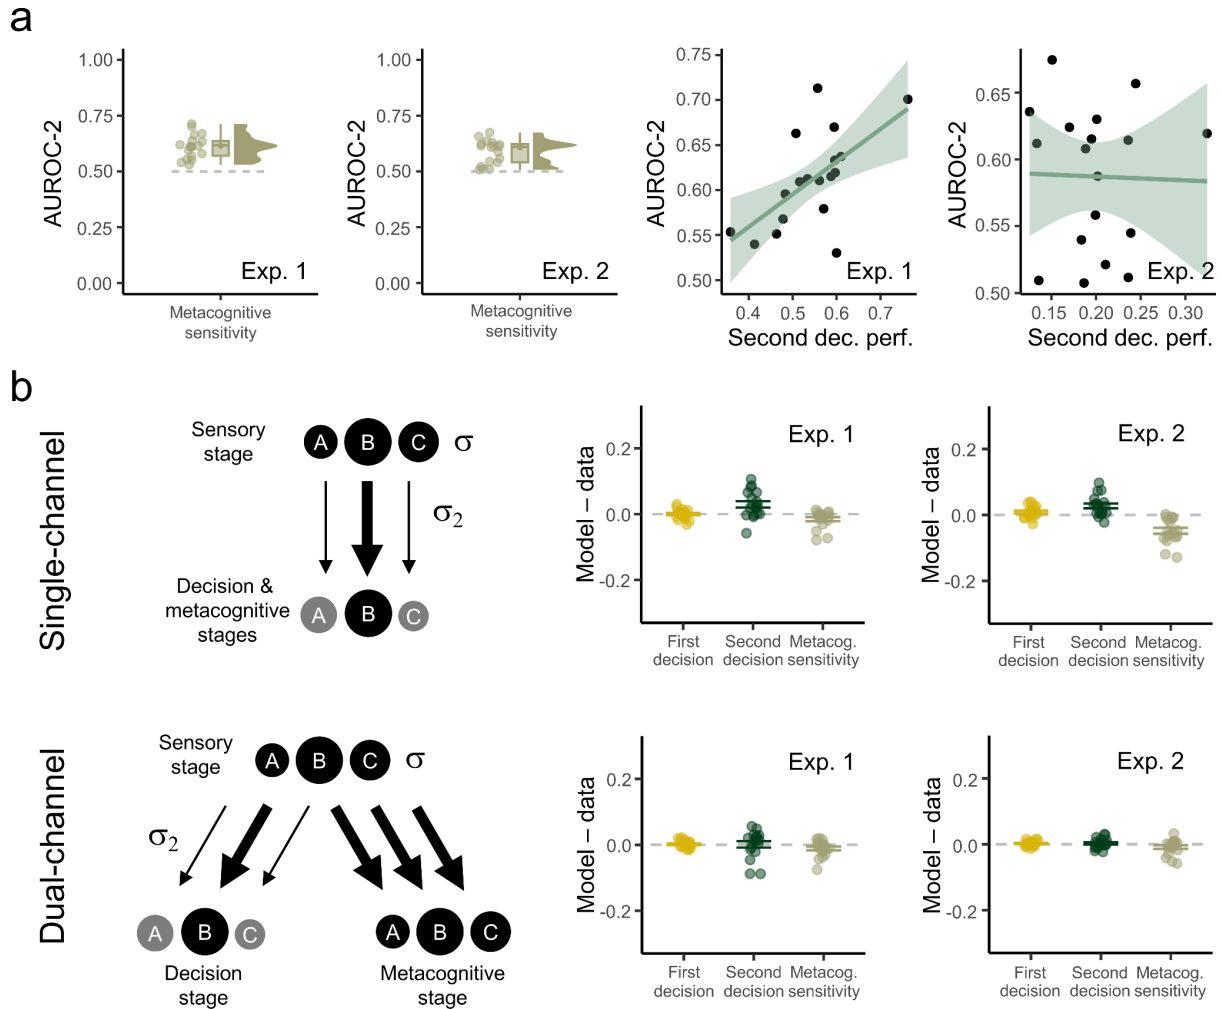 a
AUROC-2
1.00
0.75
0.50
0.25
0.00
Exp. 1
Metacognitive
sensitivity
AUROC-2
1.00
0.75
0.50
0.25
0.00
Exp. 2
Metacognitive
sensitivity
AUROC-2
0.75
0.70
0.65
0.60
0.55
0.50
Exp. 1
0.4 0.5 0.6 0.7
Second dec. perf.
AUROC-2
0.65
0.60
0.55
0.50
Exp. 2
0.15 0.20 0.25 0.30
Second dec. perf.
b
Single-channel
Sensory
stage
A B C σ
σ2
Decision &
metacognitive
stages
A B C
Model – data
0.2
0.0
-0.2
Exp. 1
First
decision
Second
decision
Metacog.
sensitivity
Model – data
0.2
0.0
-0.2
Exp. 2
First
decision
Second
decision
Metacog.
sensitivity
Dual-channel
Sensory
stage
A B C σ
σ2
A B C
Decision
stage
A B C
Metacognitive
stage
Model – data
0.2
0.0
-0.2
Exp. 1
First
decision
Second
decision
Metacog.
sensitivity
Model – data
0.2
0.0
-0.2
Exp. 2
First
decision
Second
decision
Metacog.
sensitivity